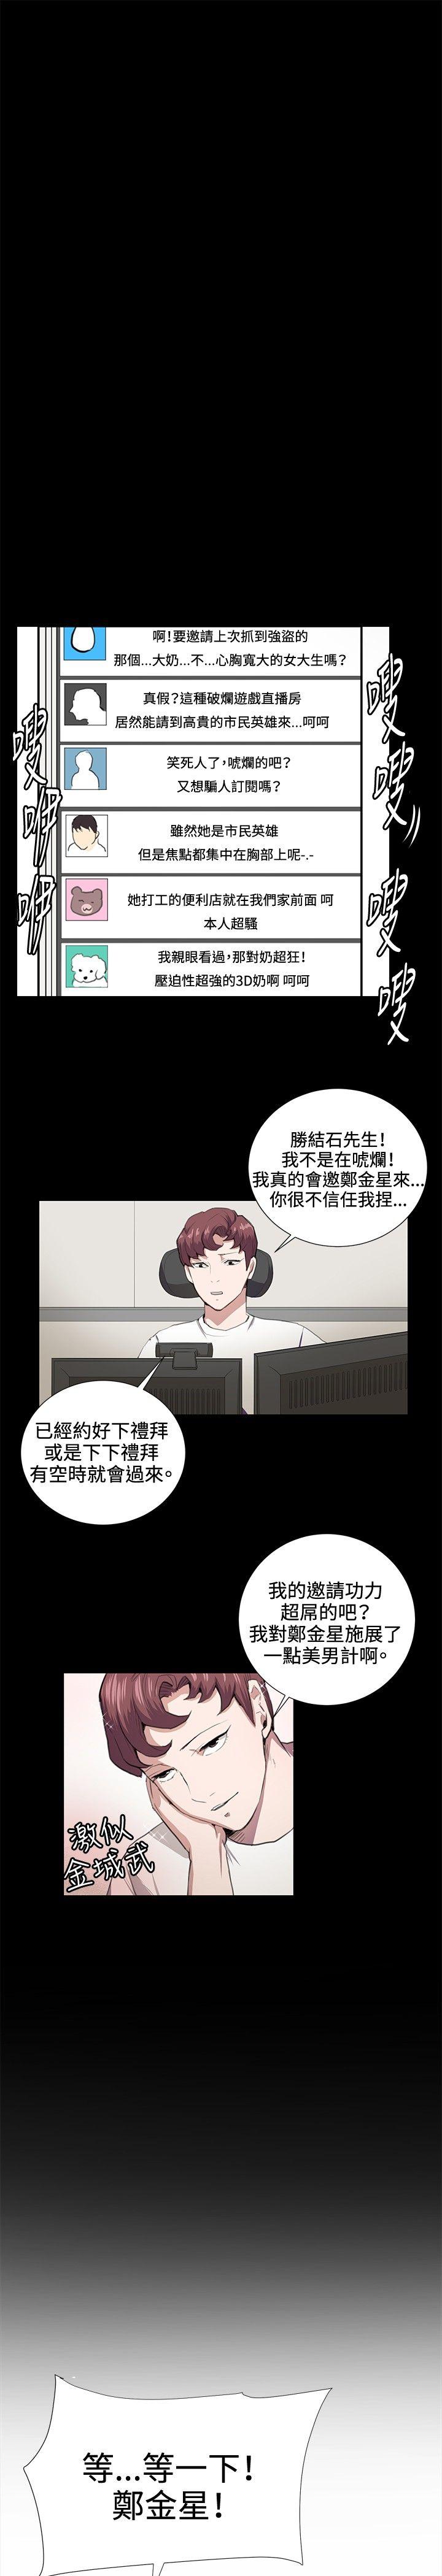 啊!要邀請上次抓到強盜的
那個...大奶...不...心胸寬大的女大生嗎?
真假?這種破爛遊戲直播房
居然能請到高貴的市民英雄來...呵呵
笑死人了,唬爛的吧?
又想騙人訂閱嗎?
雖然她是市民英雄
但是焦點都集中在胸部上呢-.-
她打工的便利店就在我們家前面 呵
本人超騷
我親眼看過,那對奶超狂!
壓迫性超強的3D奶啊 呵呵
嗖
咻
咻
嗖
嗖
嗖
嗖
勝結石先生!
我不是在唬爛!
我真的會邀鄭金星來...
你很不信任我捏...
已經約好下禮拜
或是下下禮拜
有空時就會過來。
我的邀請功力
超屌的吧?
我對鄭金星施展了
一點美男計啊。
激似
金城武
等...等一下!
鄭金星!